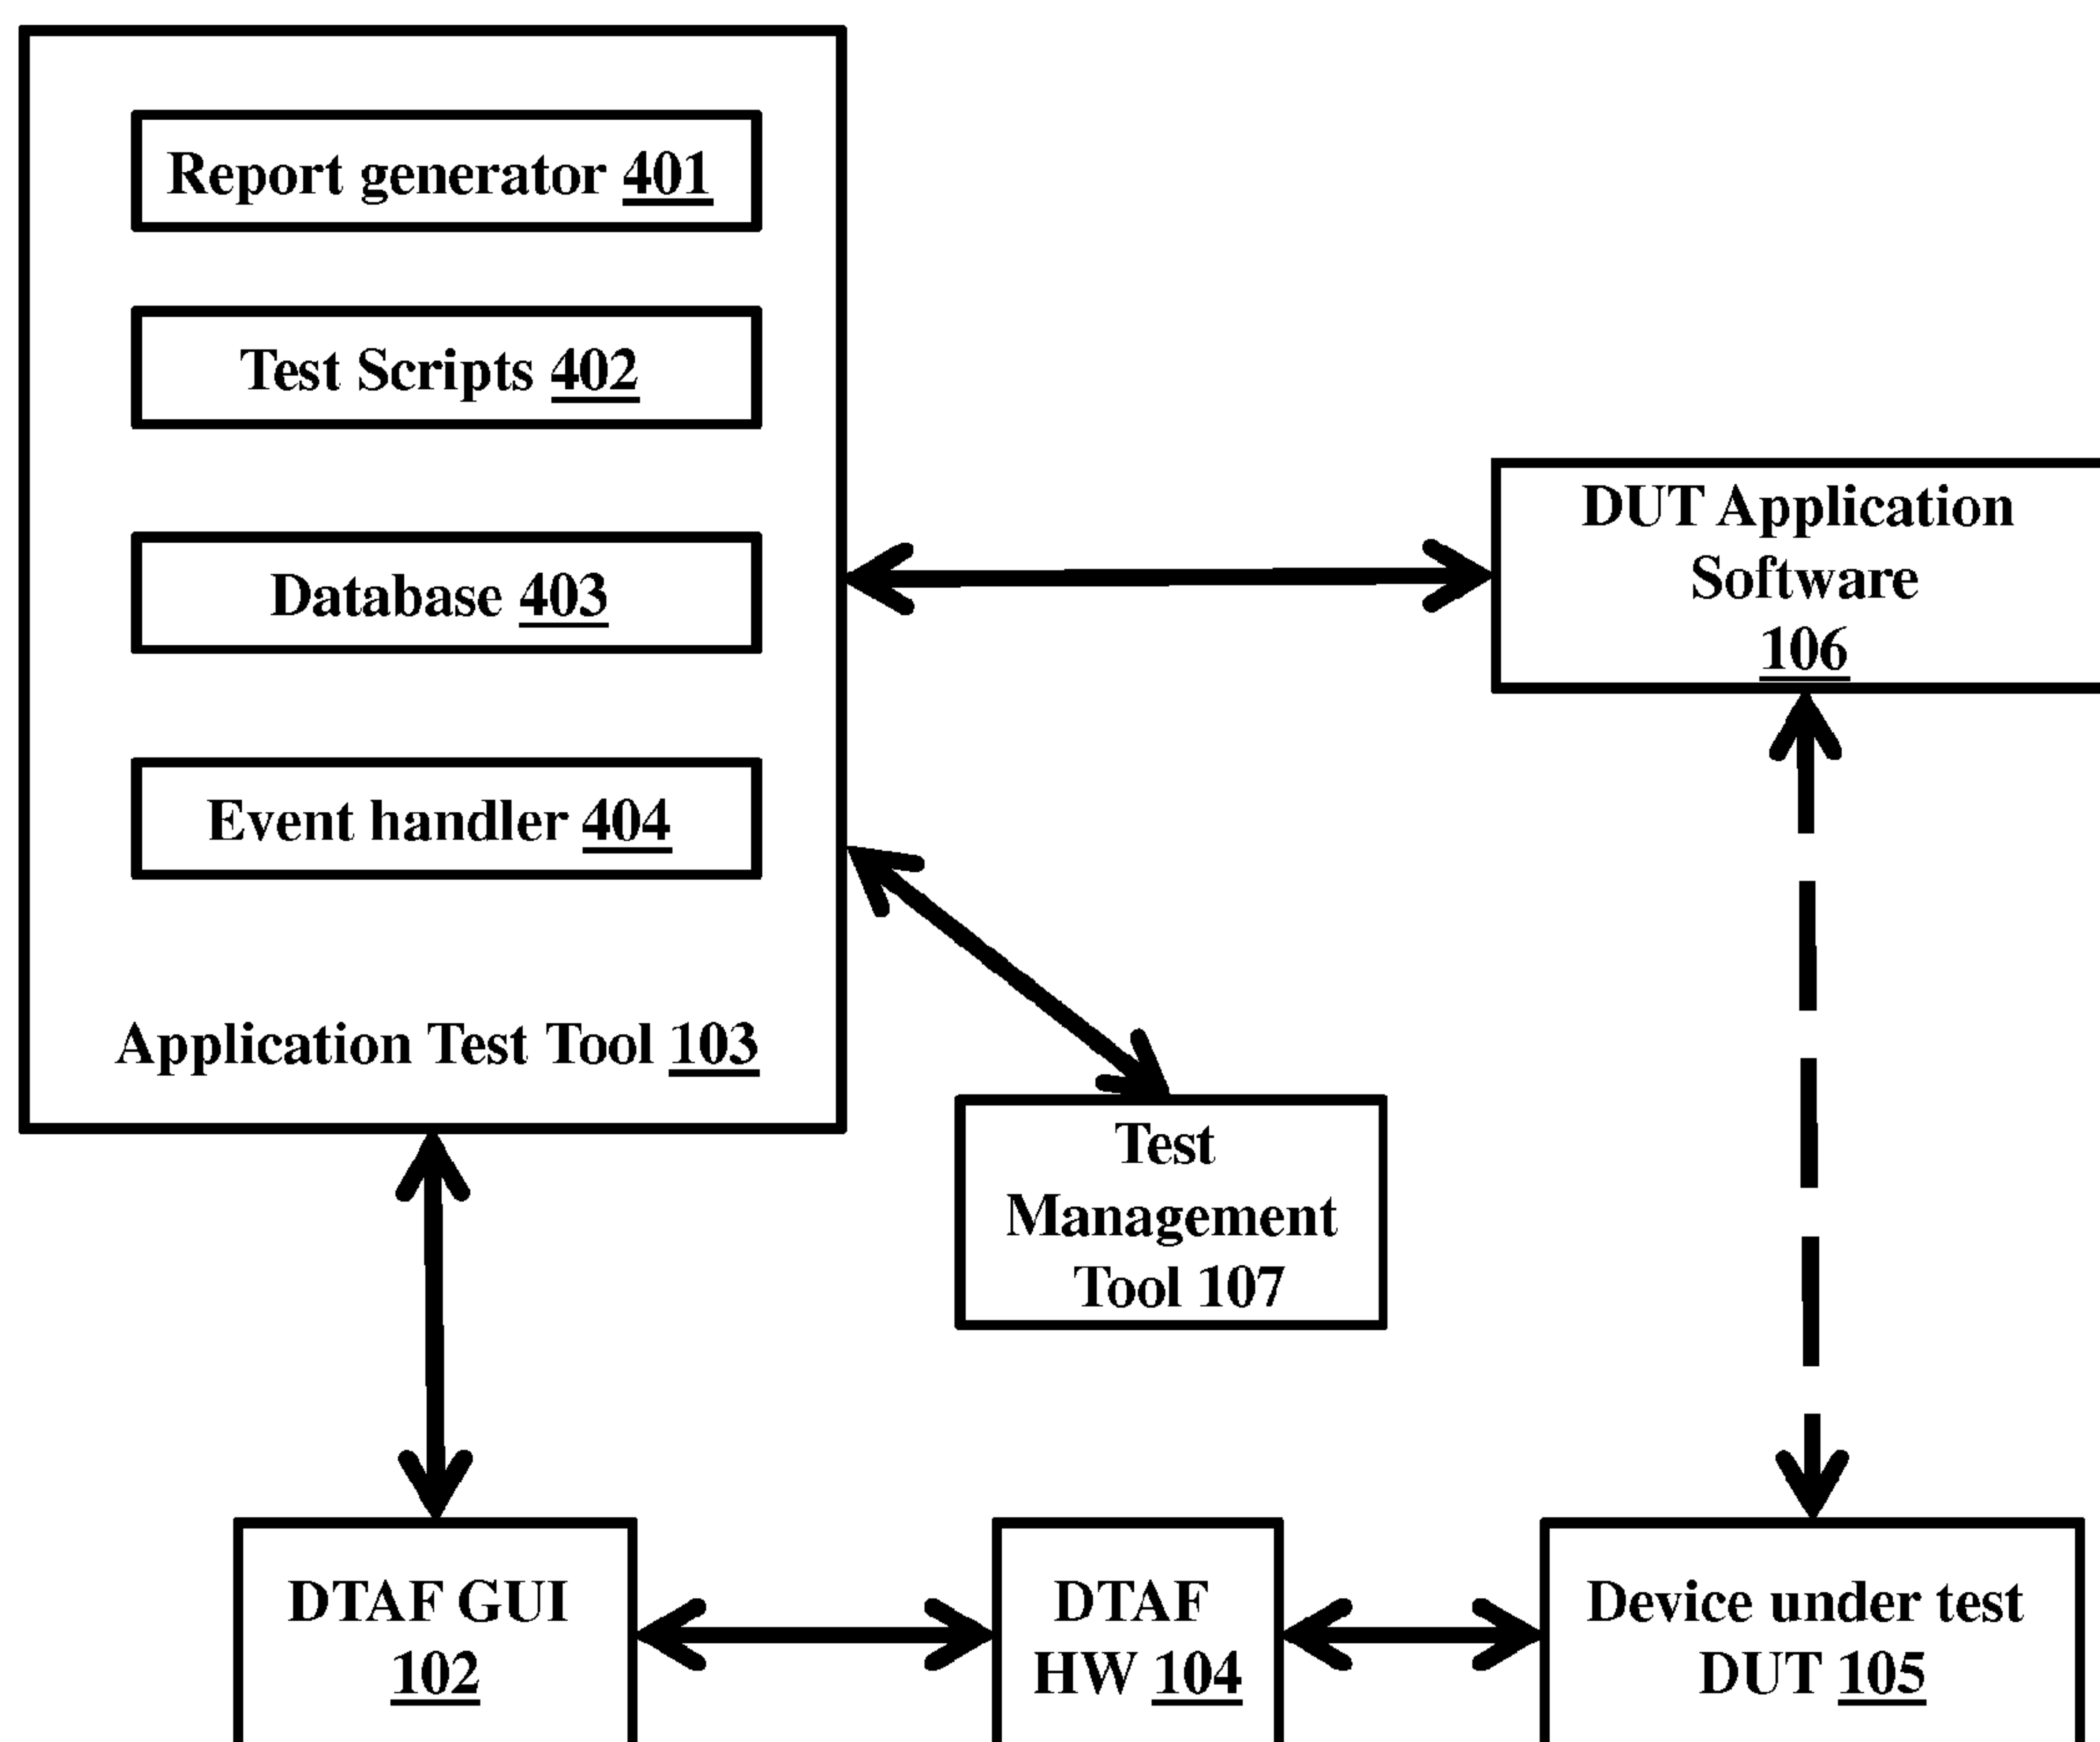 Report generator 401
Test Scripts 402
Database 403
Event handler 404
Application Test Tool 103
DUT Application
Software
106
Test
Management
Tool 107
DTAF GUI
102
DTAF
HW 104
Device under test
DUT 105